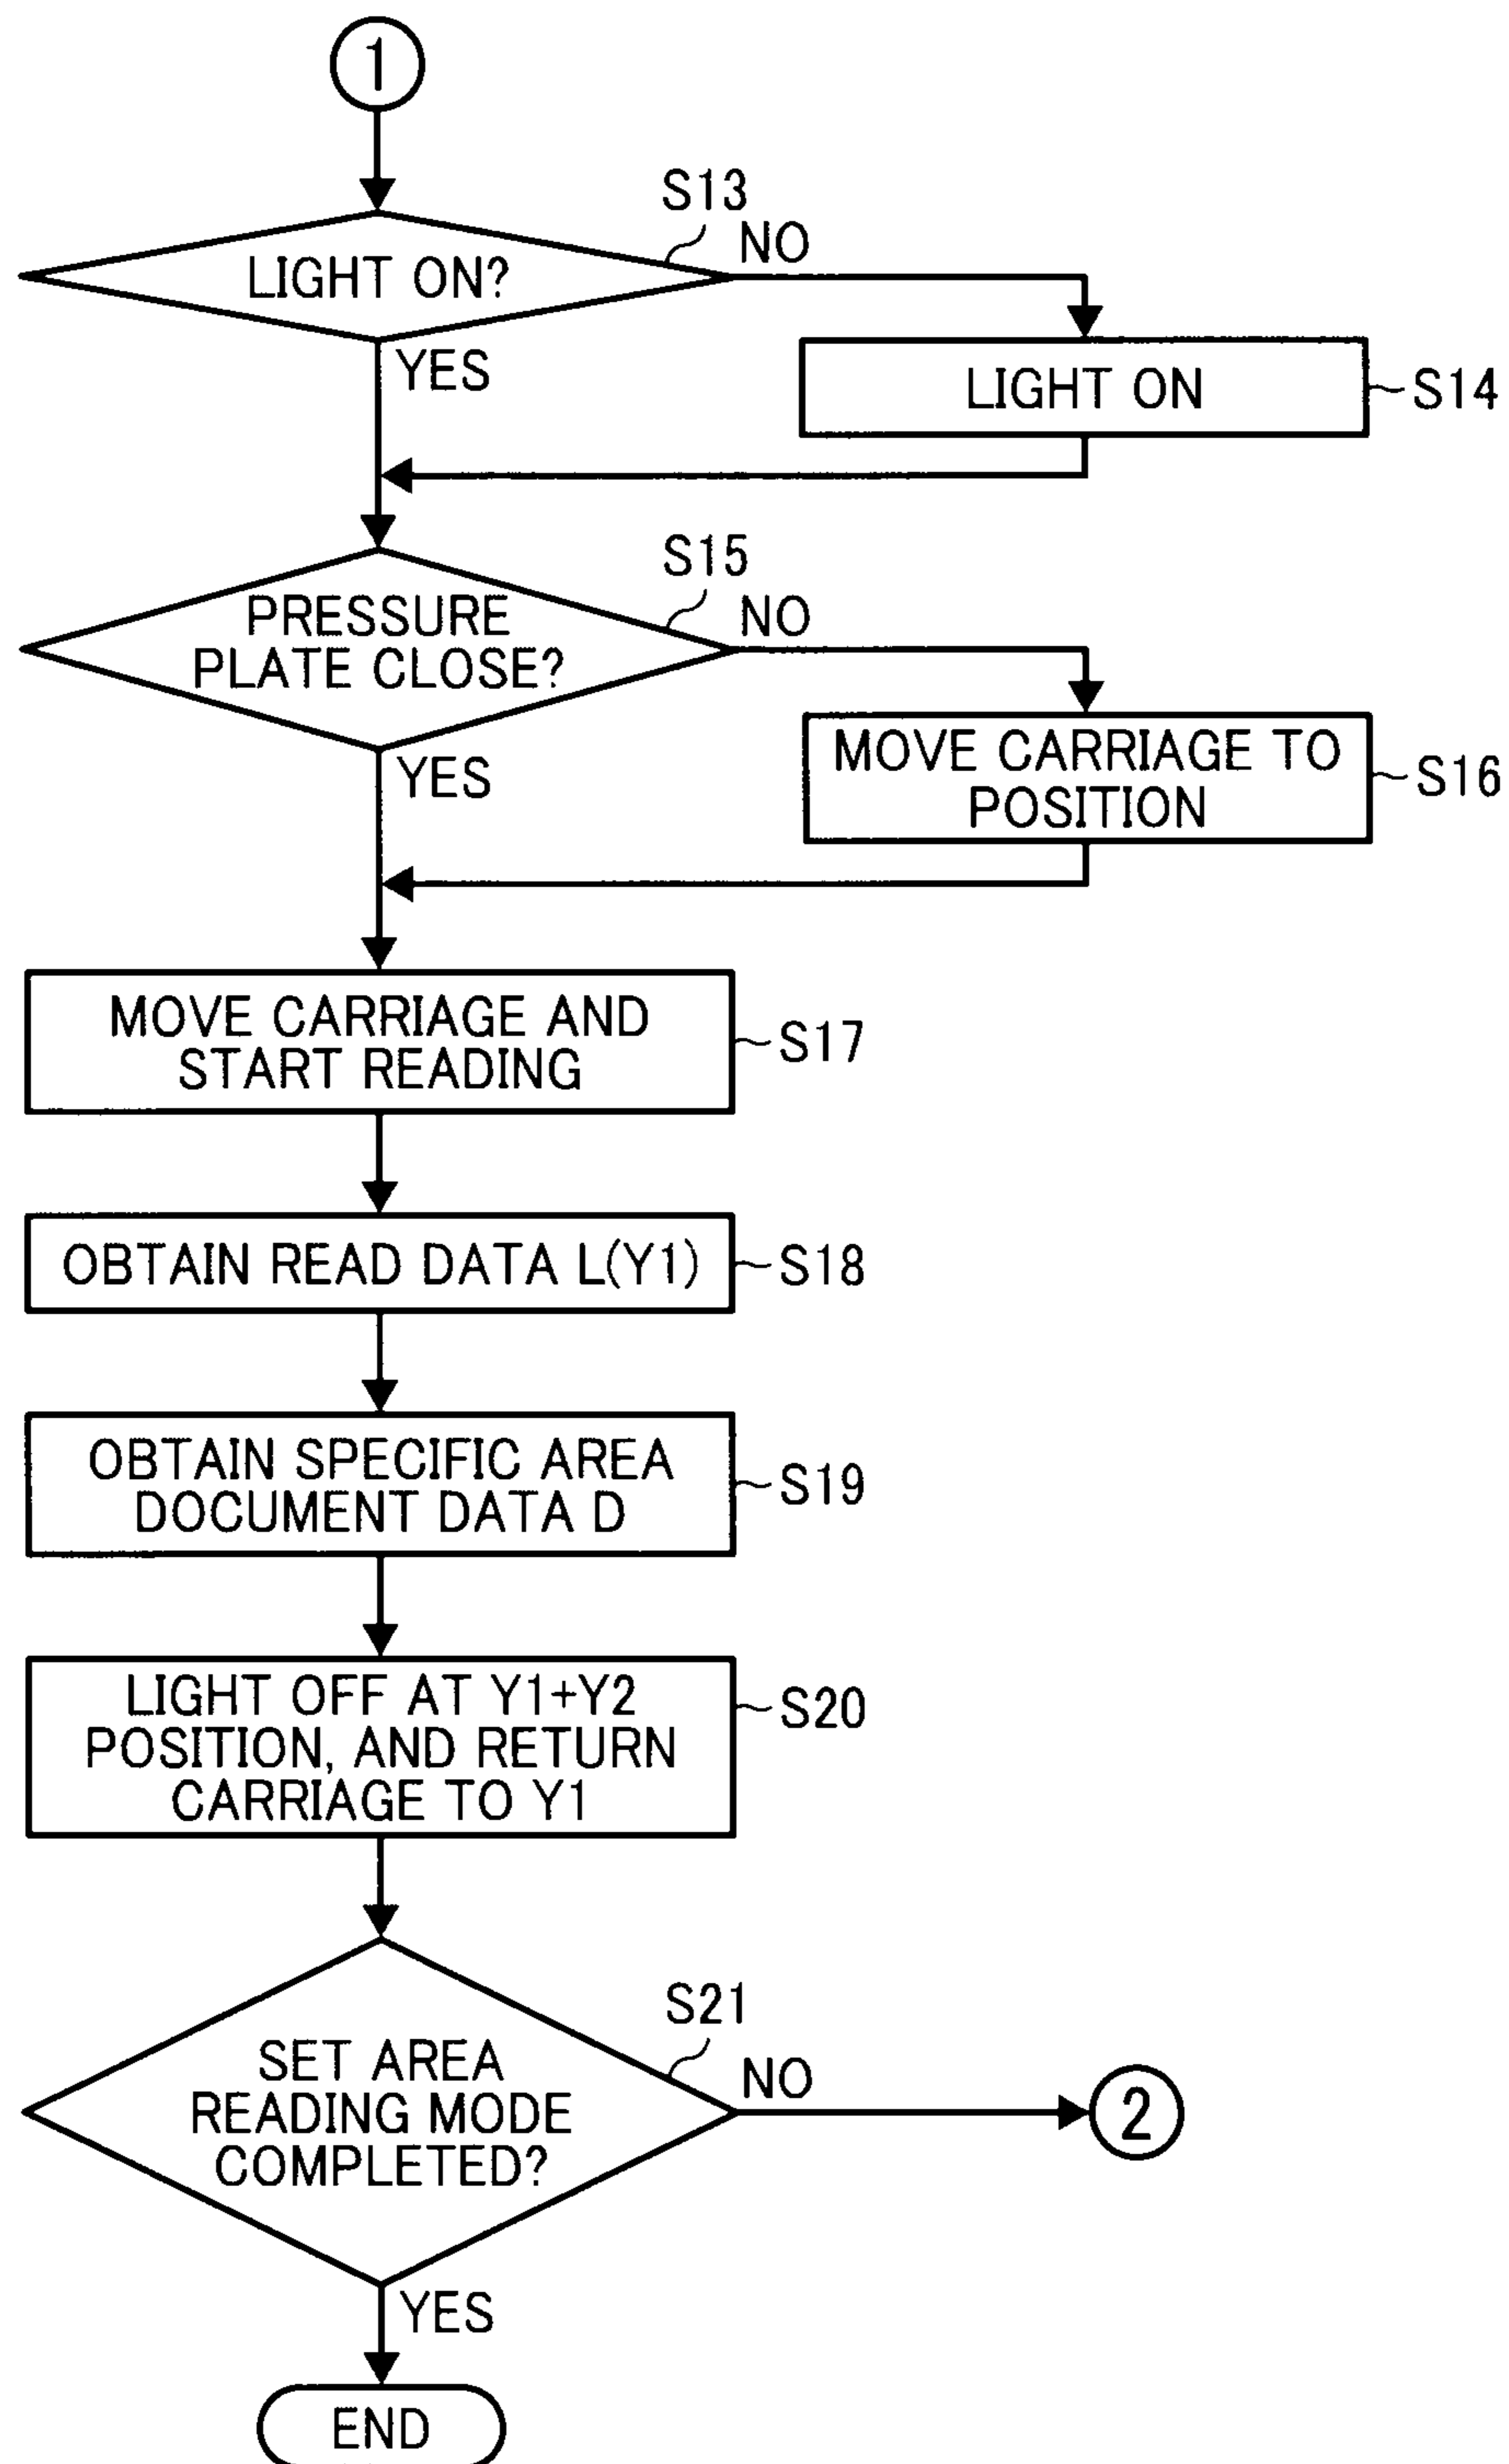 1
S13
LIGHT ON?
NO
YES
LIGHT ON
S14
S15
PRESSURE
PLATE CLOSE?
NO
YES
MOVE CARRIAGE TO
POSITION
S16
MOVE CARRIAGE AND
START READING
S17
OBTAIN READ DATA L(Y1)
S18
OBTAIN SPECIFIC AREA
DOCUMENT DATA D
S19
LIGHT OFF AT Y1+Y2
POSITION, AND RETURN
CARRIAGE TO Y1
S20
S21
SET AREA
READING MODE
COMPLETED?
NO
2
YES
END